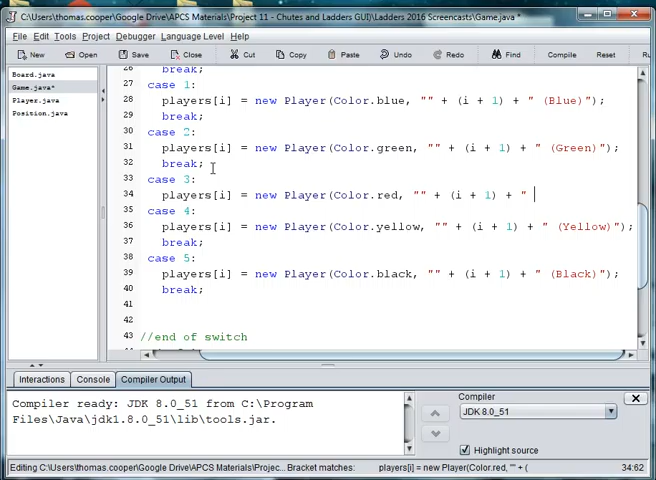 C:\Users\thomas.cooper\Google Drive\APCS Materials\Project 11 - Chutes and Ladders GUI)\Ladders 2016 Screencasts\Game.java *
File Edit Tools Project Debugger Language Level Help
New Open Save Close Cut Copy Paste Undo Redo Find Compile Reset
Board.java
Game.java*
Player.java
Position.java
26 break;
27 case 1:
28 players[i] = new Player(Color.blue, "" + (i + 1) + " (Blue)");
29 break;
30 case 2:
31 players[i] = new Player(Color.green, "" + (i + 1) + " (Green)");
32 break;
33 case 3:
34 players[i] = new Player(Color.red, "" + (i + 1) + "
35 case 4:
36 players[i] = new Player(Color.yellow, "" + (i + 1) + " (Yellow)");
37 break;
38 case 5:
39 players[i] = new Player(Color.black, "" + (i + 1) + " (Black)");
40 break;
41
42
43 //end of switch
Interactions Console Compiler Output
Compiler ready: JDK 8.0_51 from C:\Program
Files\Java\jdk1.8.0_51\lib\tools.jar.
Compiler
JDK 8.0_51
Highlight source
Editing C:\Users\thomas.cooper\Google Drive\APCS Materials\Projec... Bracket matches: players[i] = new Player(Color.red, "" + ( 34:62